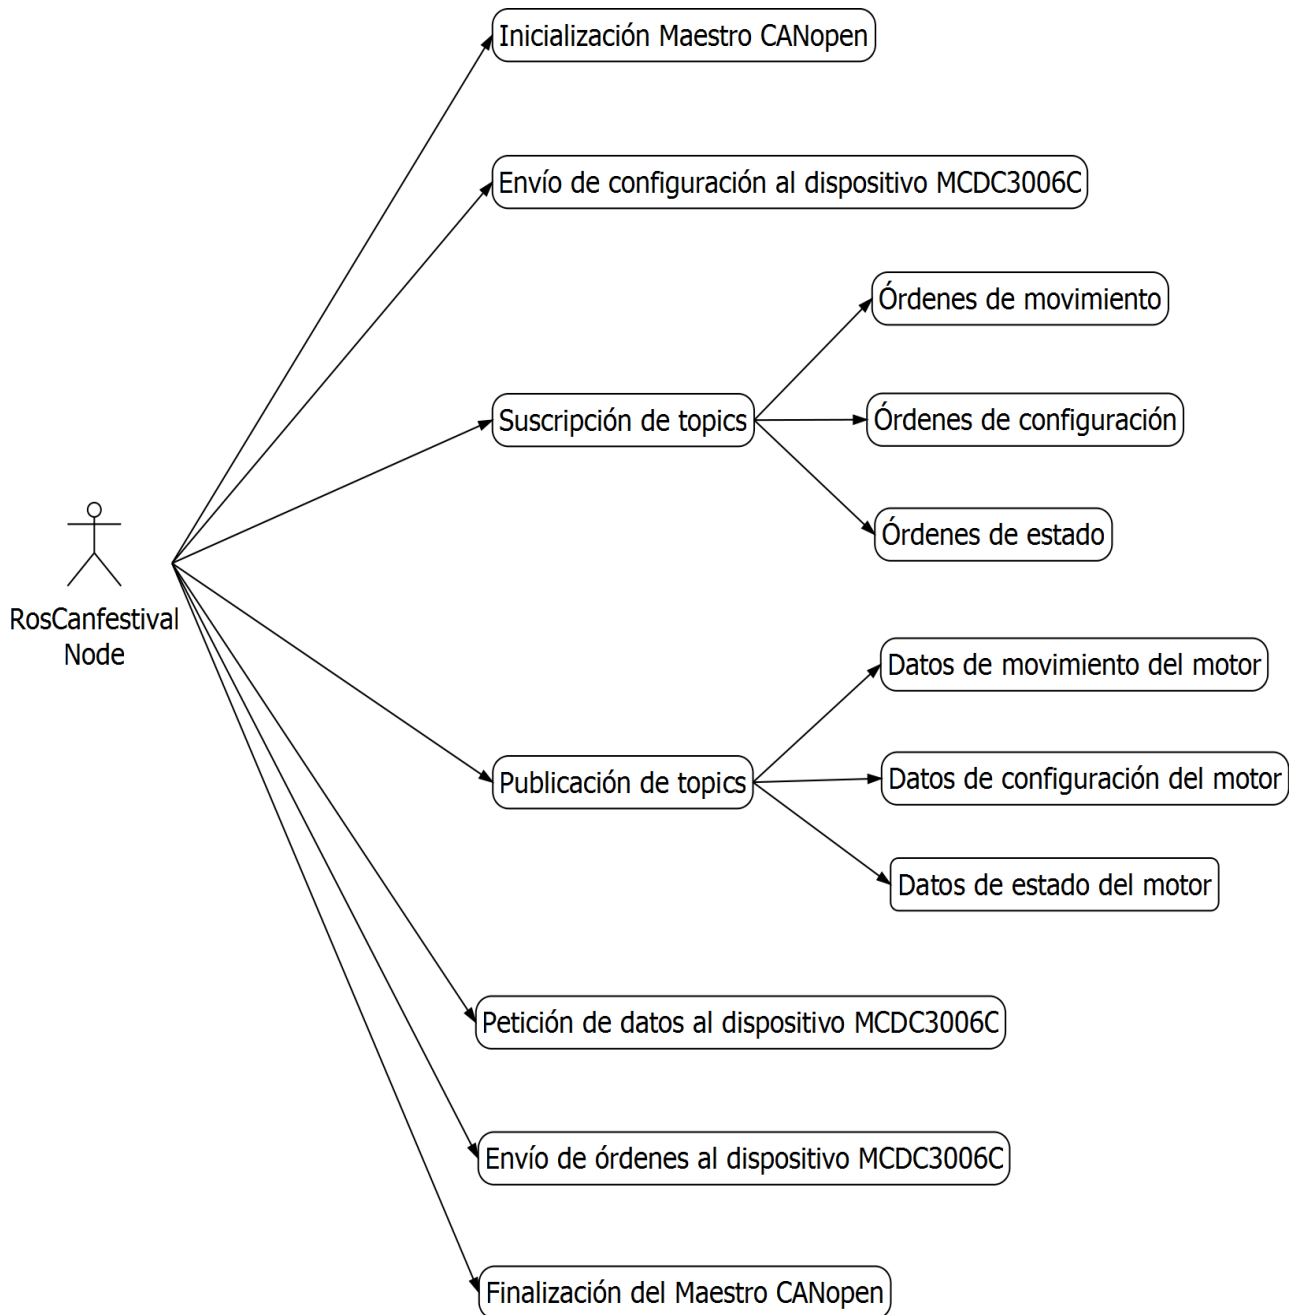 Inicialización Maestro CANopen
Envío de configuración al dispositivo MCDC3006C
Órdenes de movimiento
Suscripción de topics
Órdenes de configuración
Órdenes de estado
RosCanfestival
Node
Datos de movimiento del motor
Publicación de topics
Datos de configuración del motor
Datos de estado del motor
Petición de datos al dispositivo MCDC3006C
Envío de órdenes al dispositivo MCDC3006C
Finalización del Maestro CANopen